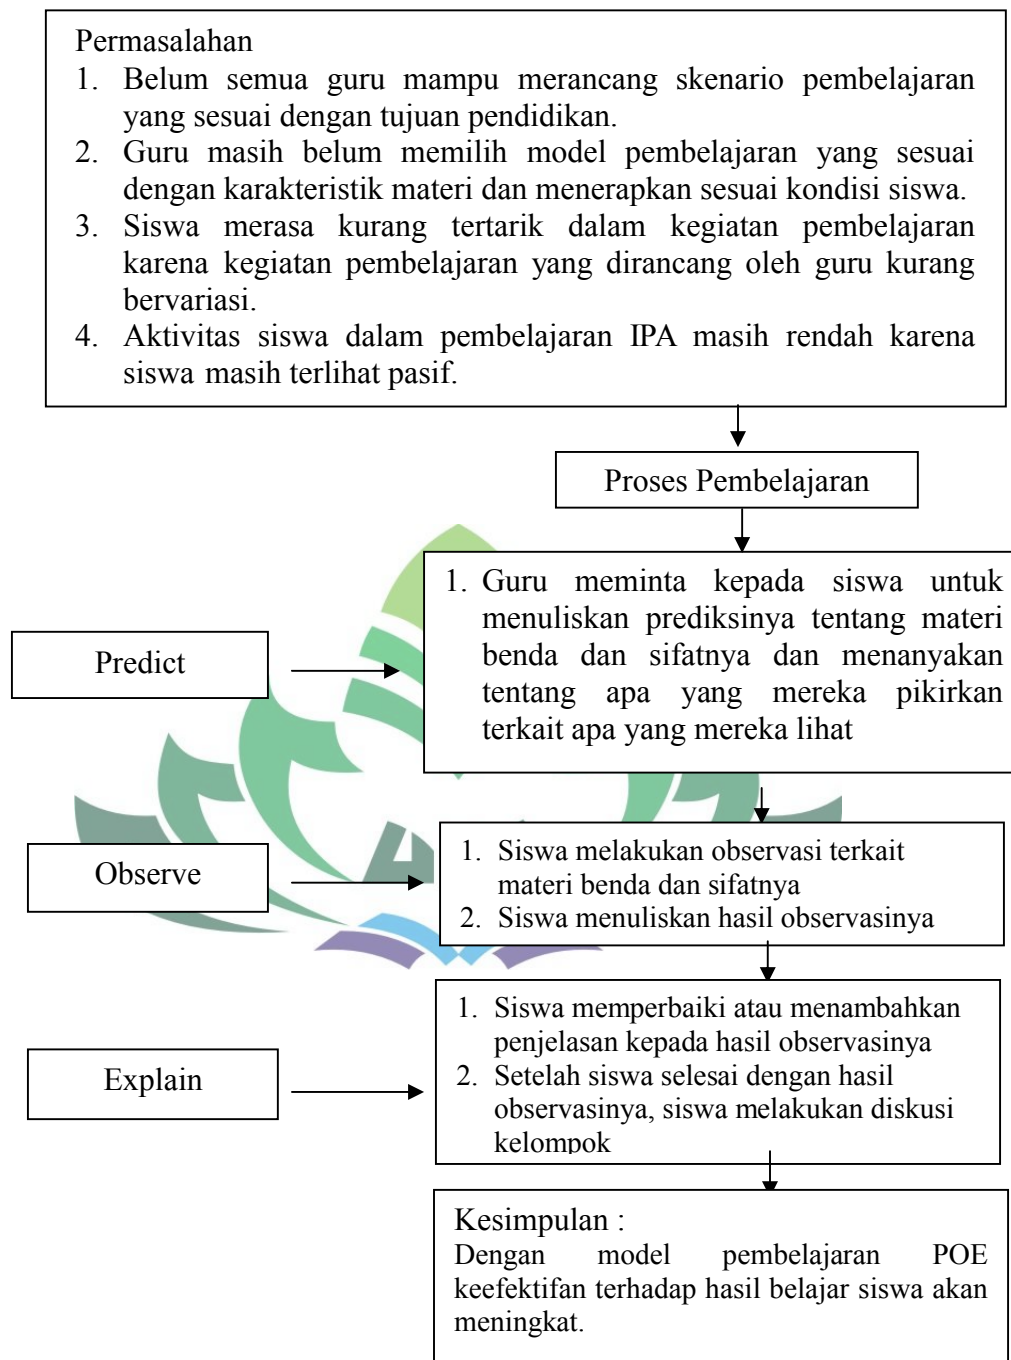 Permasalahan
1. Belum semua guru mampu merancang skenario pembelajaran
yang sesuai dengan tujuan pendidikan.
2. Guru masih belum memilih model pembelajaran yang sesuai
dengan karakteristik materi dan menerapkan sesuai kondisi siswa.
3. Siswa merasa kurang tertarik dalam kegiatan pembelajaran
karena kegiatan pembelajaran yang dirancang oleh guru kurang
bervariasi.
4. Aktivitas siswa dalam pembelajaran IPA masih rendah karena
siswa masih terlihat pasif.
Proses Pembelajaran
Predict
1. Guru meminta kepada siswa untuk
menuliskan prediksinya tentang materi
benda dan sifatnya dan menanyakan
tentang apa yang mereka pikirkan
terkait apa yang mereka lihat
Observe
1. Siswa melakukan observasi terkait
materi benda dan sifatnya
2. Siswa menuliskan hasil observasinya
Explain
1. Siswa memperbaiki atau menambahkan
penjelasan kepada hasil observasinya
2. Setelah siswa selesai dengan hasil
observasinya, siswa melakukan diskusi
kelompok
Kesimpulan :
Dengan model pembelajaran POE
keefektifan terhadap hasil belajar siswa akan
meningkat.